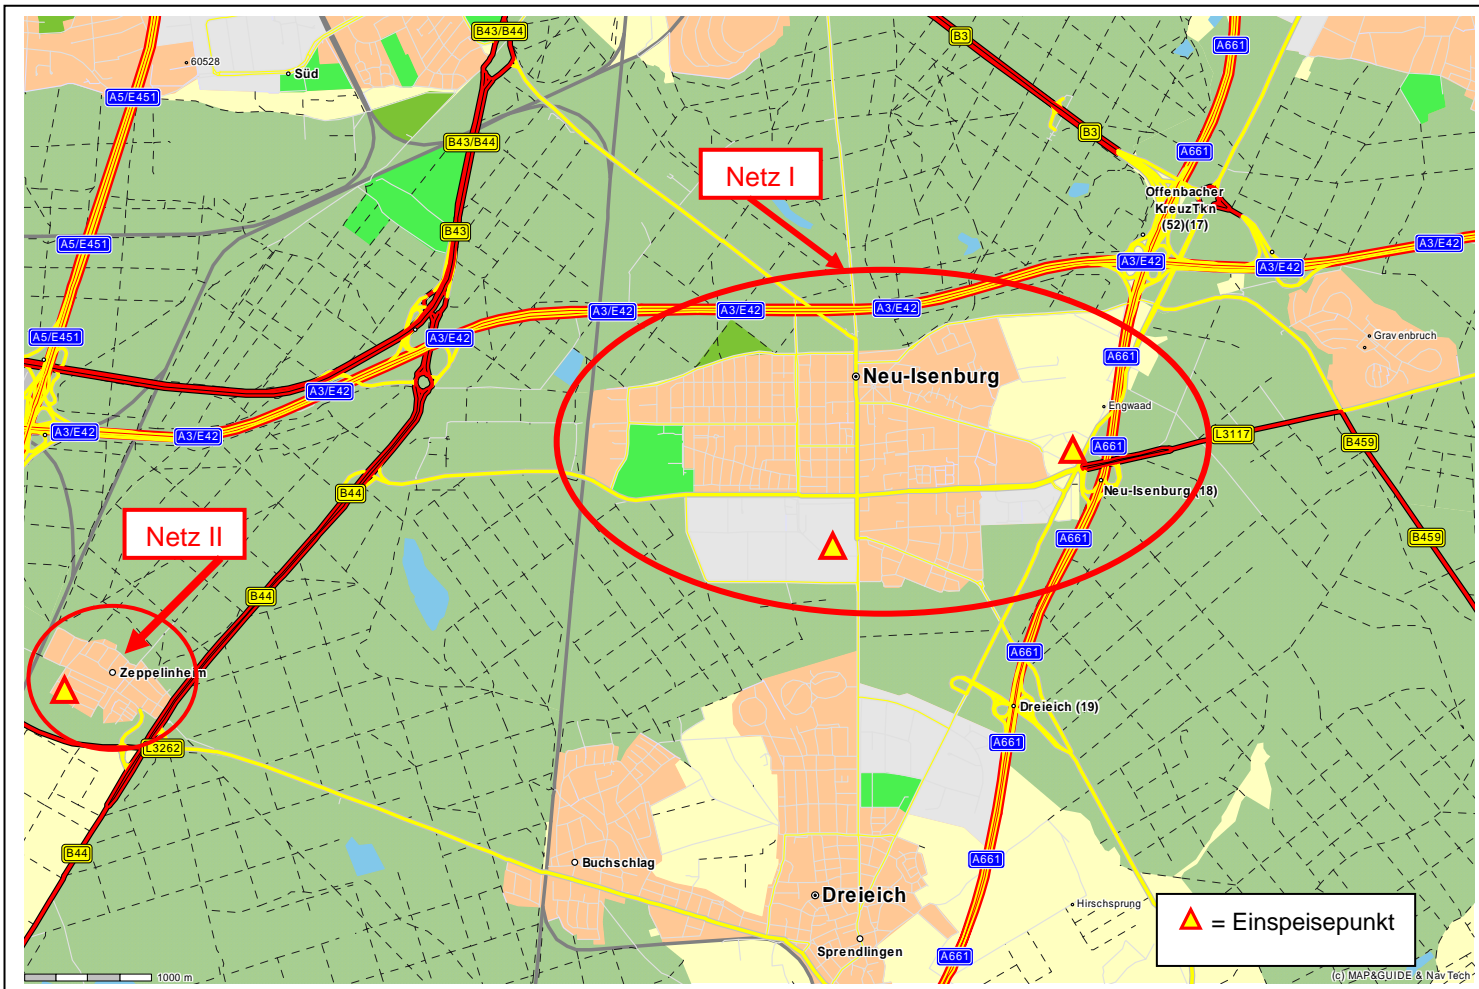 B43/B44
B3
A661
60528
Süd
A5/E451
B43/B44
B3
A661
Netz I
Offenbacher
KreuzTkn
(52)(17)
B43
A5/E451
A3/E42
A3/E42
A3/E42
A3/E42
A3/E42
A3/E42
A3/E42
A5/E451
A3/E42
Gravenbruch
A661
Neu-Isenburg
A3/E42
Engwaad
A3/E42
A3/E42
L3117
B459
A661
B44
Neu-Isenburg (18)
Netz II
A661
B459
B44
A661
Zeppelinheim
Dreieich (19)
L3262
A661
B44
Buchschlag
A661
Dreieich
Hirschsprung
= Einspeisepunkt
Sprendlingen
A661
1000 m
(c) MAP&GUIDE & NavTech